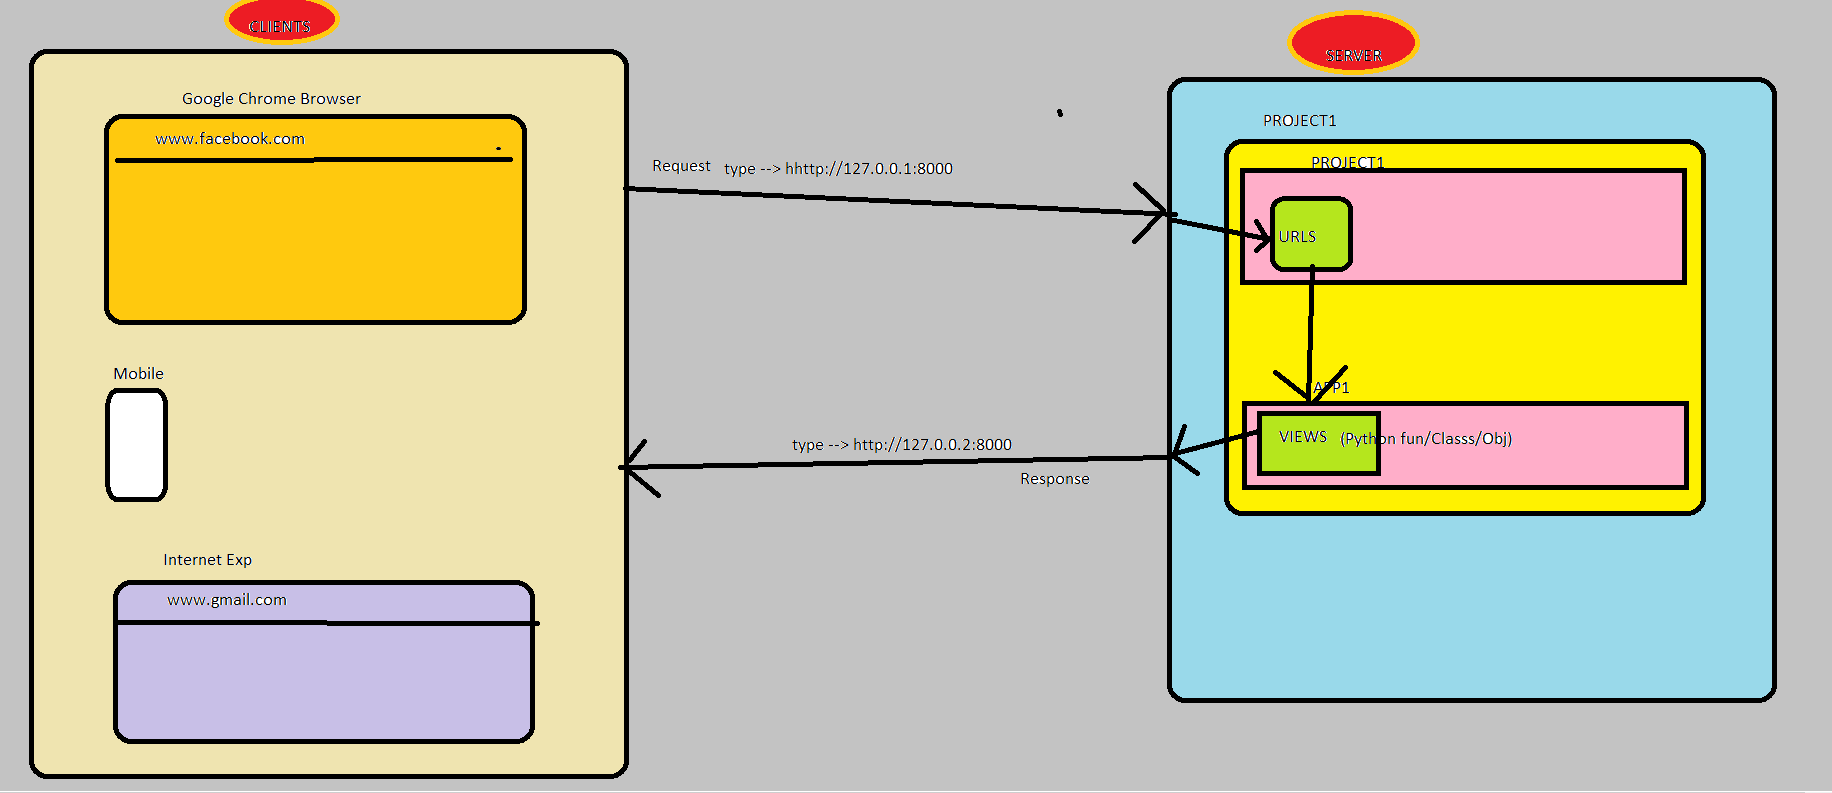 CLIENTS
SERVER
Google Chrome Browser
www.facebook.com
Request type --> hhttp://127.0.0.1:8000
PROJECT1
PROJECT1
URLS
Mobile
APP1
type --> http://127.0.0.2:8000
VIEWS (Python fun/Classs/Obj)
Response
Internet Exp
www.gmail.com